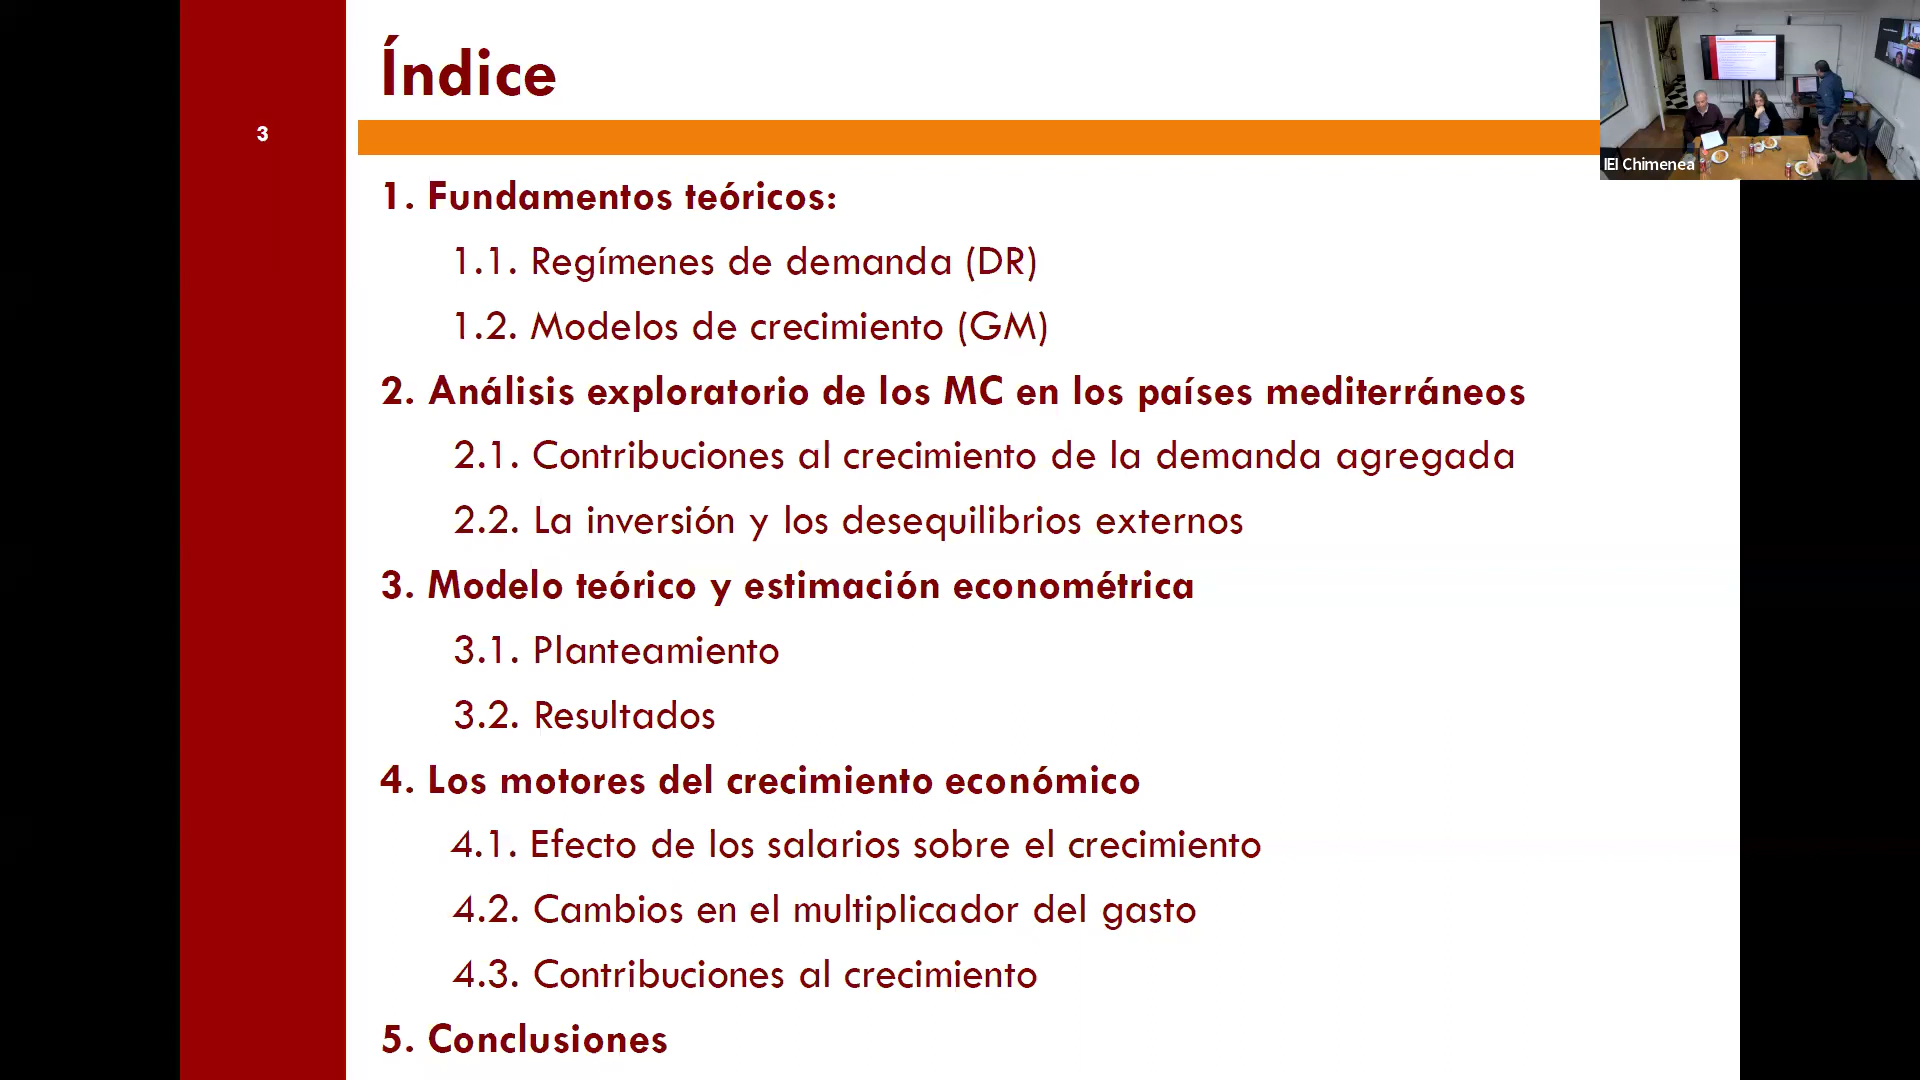 Índice
3
1. Fundamentos teóricos:
1.1. Regímenes de demanda (DR)
1.2. Modelos de crecimiento (GM)
2. Análisis exploratorio de los MC en los países mediterráneos
2.1. Contribuciones al crecimiento de la demanda agregada
2.2. La inversión y los desequilibrios externos
3. Modelo teórico y estimación econométrica
3.1. Planteamiento
3.2. Resultados
4. Los motores del crecimiento económico
4.1. Efecto de los salarios sobre el crecimiento
4.2. Cambios en el multiplicador del gasto
4.3. Contribuciones al crecimiento
5. Conclusiones
IEI Chimenea